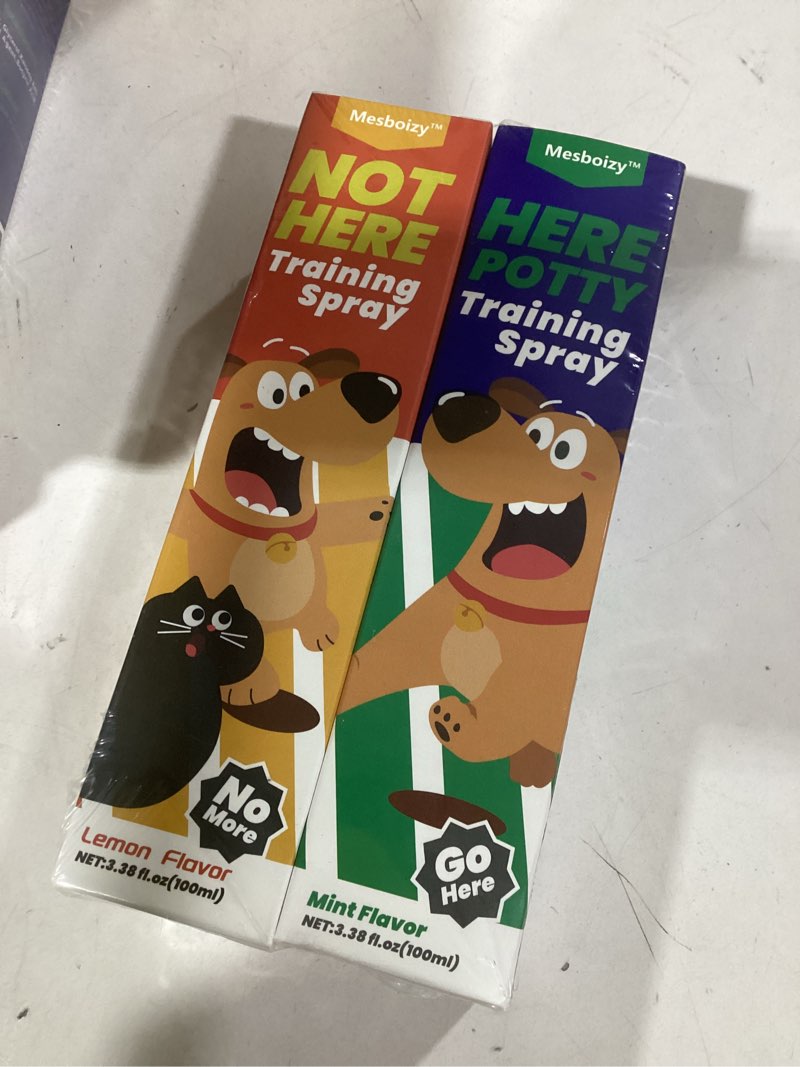 Mesboizy™
NOT
HERE
Training
Spray
No
More
Lemon Flavor
NET:3.38 fl.oz(100ml)
Mesboizy™
HERE
POTTY
Training
Spray
GO
Here
Mint Flavor
NET:3.38 fl.oz(100ml)